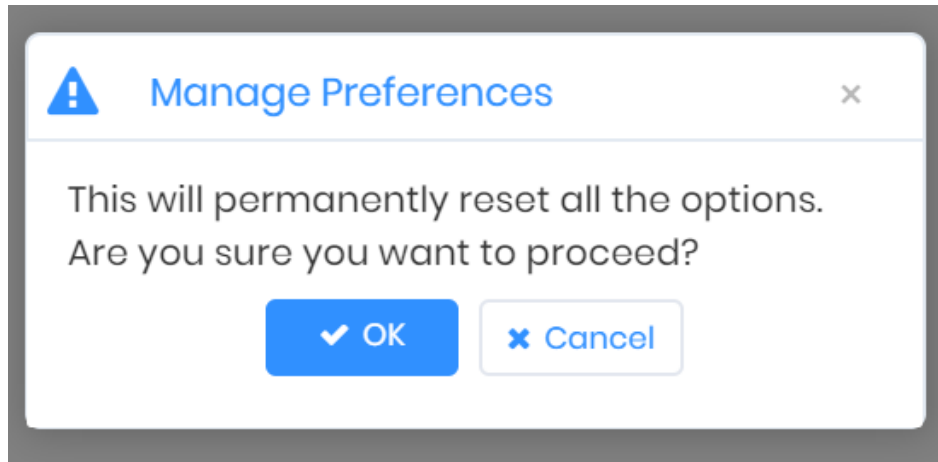 Manage Preferences
×
This will permanently reset all the options.
Are you sure you want to proceed?
OK
Cancel